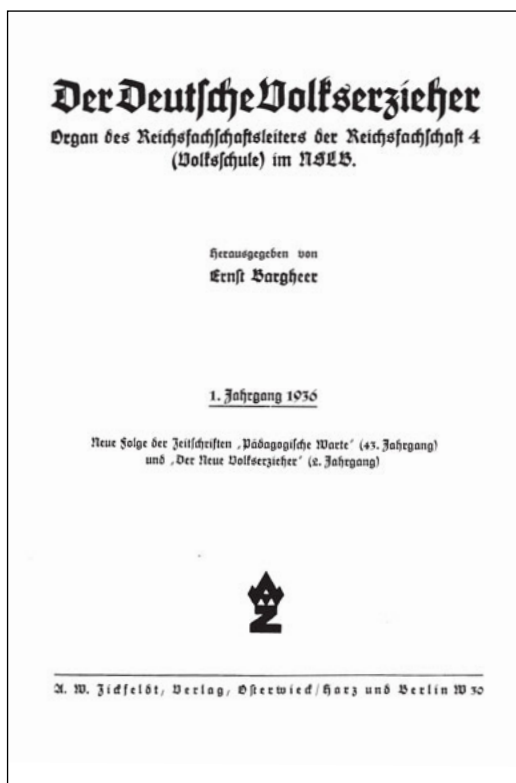 Der Deutsche Volkserzieher
Organ des Reichsfachschaftsleiters der Reichsfachschaft 4
(Volksschule) im NSLB.
Herausgegeben von
Ernst Bargheer
1. Jahrgang 1936
Neue Folge der Zeitschriften ‚Pädagogische Warte‘ (43. Jahrgang)
und ‚Der Neue Volkserzieher‘ (2. Jahrgang)
A. W. Zickfeldt, Verlag, Osterwieck/Harz und Berlin W 30